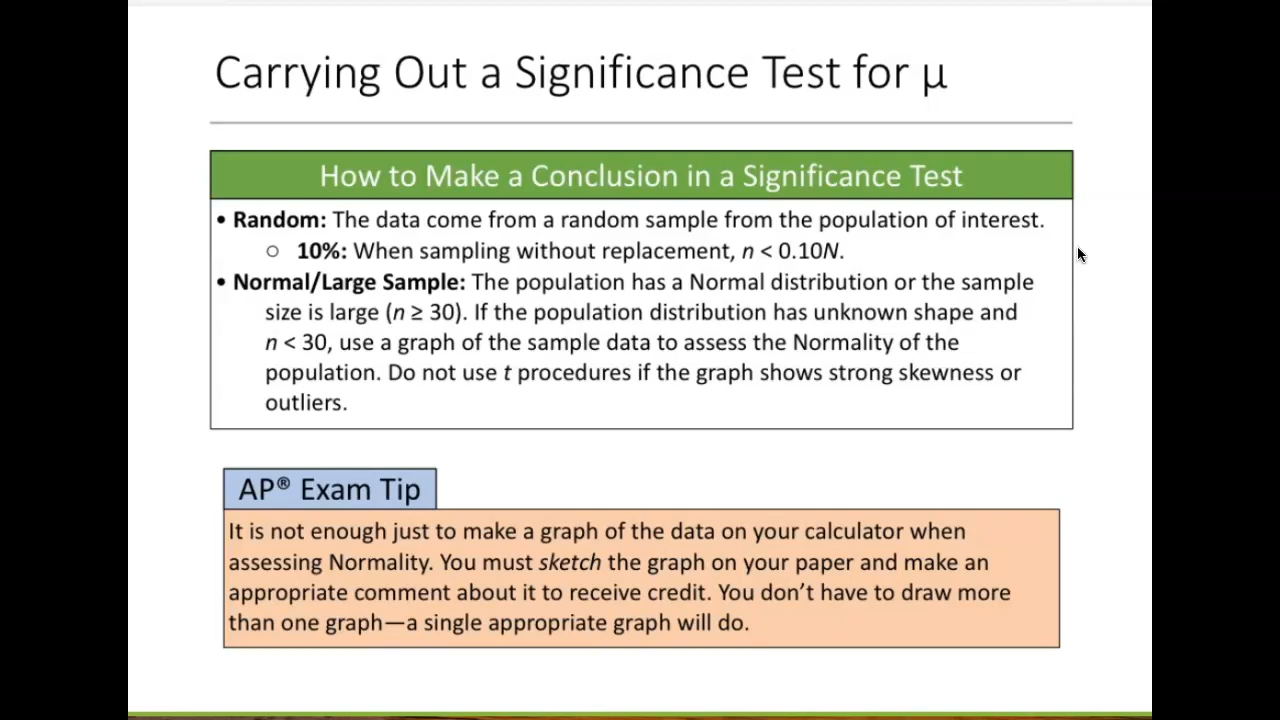 Carrying Out a Significance Test for µ
How to Make a Conclusion in a Significance Test
• Random: The data come from a random sample from the population of interest.
○ 10%: When sampling without replacement, n < 0.10N.
• Normal/Large Sample: The population has a Normal distribution or the sample
size is large (n ≥ 30). If the population distribution has unknown shape and
n < 30, use a graph of the sample data to assess the Normality of the
population. Do not use t procedures if the graph shows strong skewness or
outliers.
AP® Exam Tip
It is not enough just to make a graph of the data on your calculator when
assessing Normality. You must sketch the graph on your paper and make an
appropriate comment about it to receive credit. You don’t have to draw more
than one graph—a single appropriate graph will do.